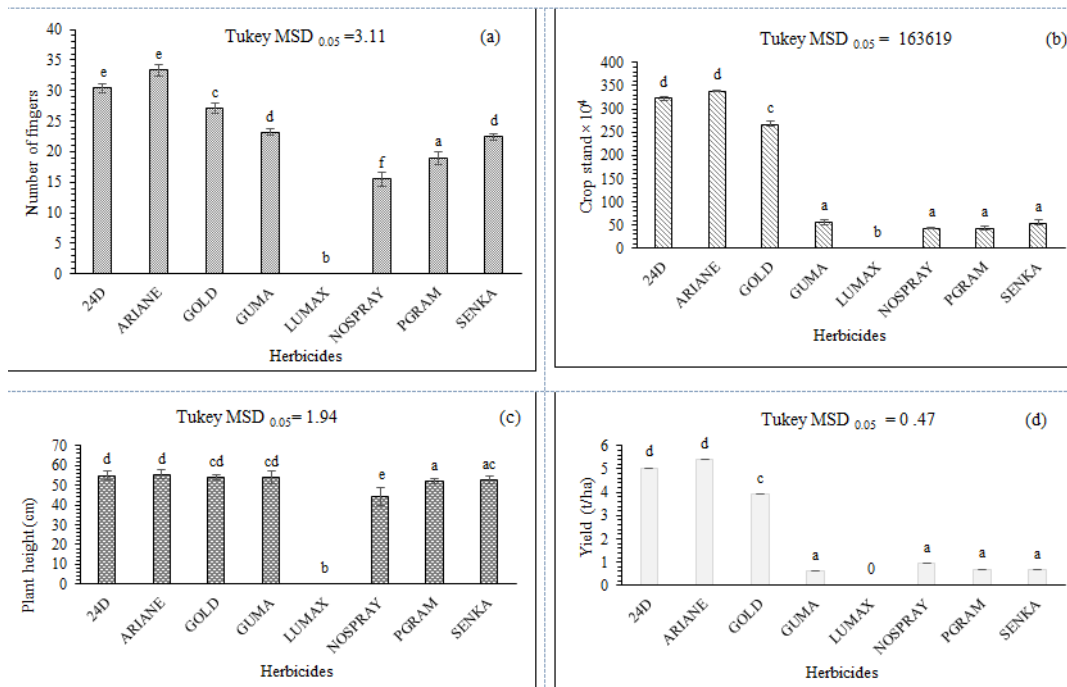 Tukey MSD 0.05 =3.11
(a)
Number of fingers
40
35
30
25
20
15
10
5
0
e
e
c
d
b
f
a
d
24D
ARIANE
GOLD
GUMA
LUMAX
NOSPRAY
PGRAM
SENKA
Herbicides
Tukey MSD 0.05 = 163619
(b)
Crop stand × 10⁴
400
350
300
250
200
150
100
50
0
d
d
c
a
b
a
a
a
24D
ARIANE
GOLD
GUMA
LUMAX
NOSPRAY
PGRAM
SENKA
Herbicides
Tukey MSD 0.05= 1.94
(c)
Plant height (cm)
70
60
50
40
30
20
10
0
d
d
cd
cd
b
e
a
ac
24D
ARIANE
GOLD
GUMA
LUMAX
NOSPRAY
PGRAM
SENKA
Herbicides
Tukey MSD 0.05 = 0 .47
(d)
Yield (t/ha)
6
5
4
3
2
1
0
d
d
c
a
0
a
a
a
24D
ARIANE
GOLD
GUMA
LUMAX
NOSPRAY
PGRAM
SENKA
Herbicides